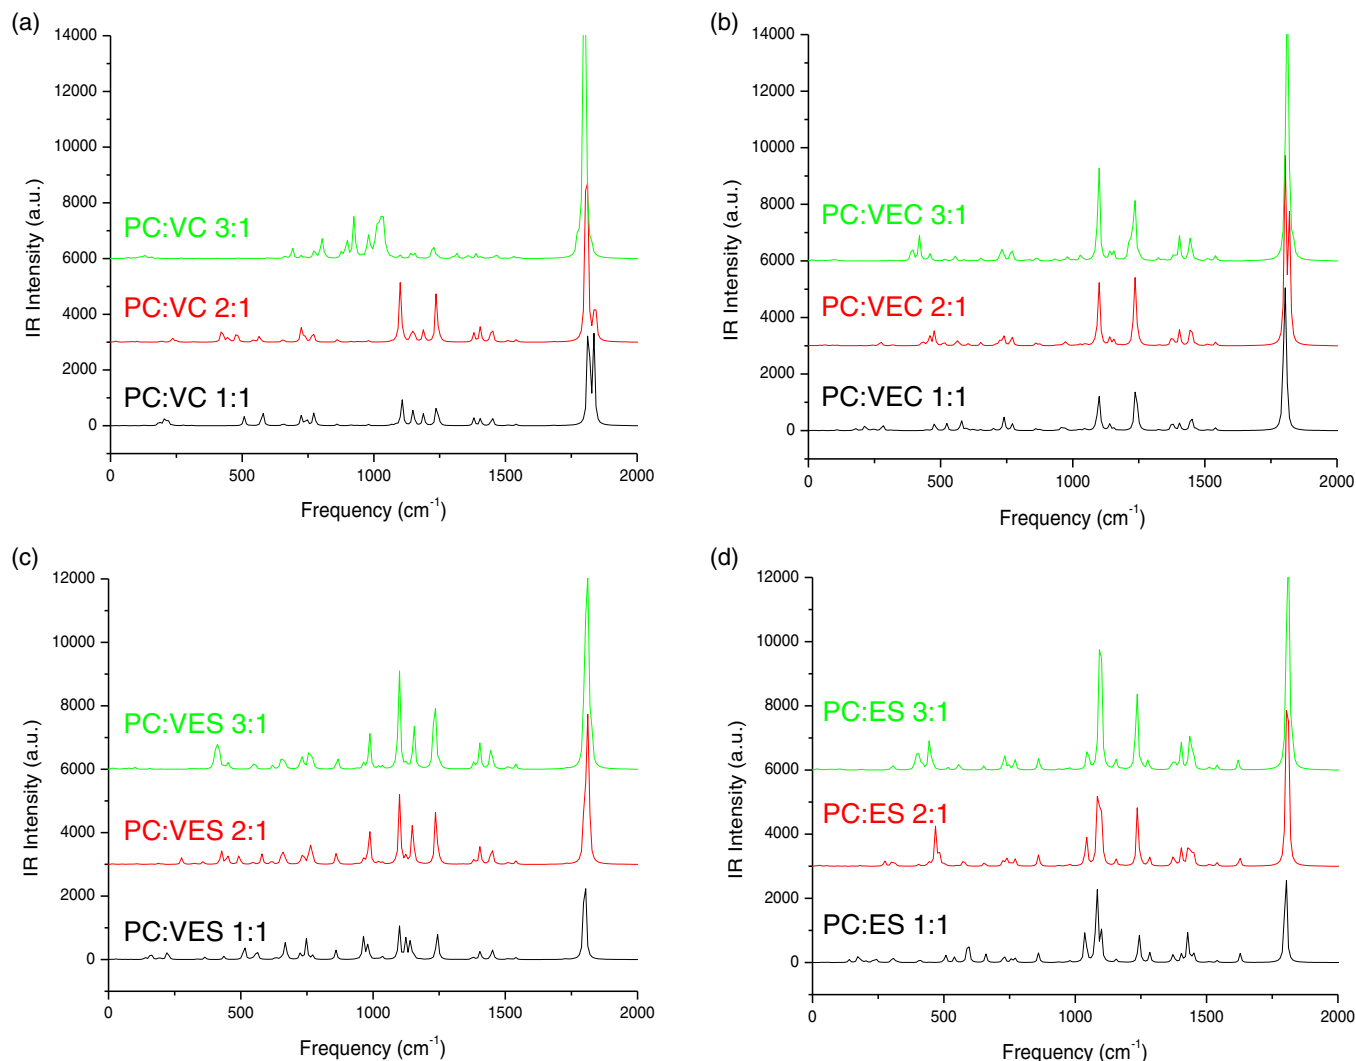 (a)
14000
12000
10000
8000
6000
4000
2000
0
IR Intensity (a.u.)
PC:VC 3:1
PC:VC 2:1
PC:VC 1:1
0 500 1000 1500 2000
Frequency (cm⁻¹)
(b)
14000
12000
10000
8000
6000
4000
2000
0
IR Intensity (a.u.)
PC:VEC 3:1
PC:VEC 2:1
PC:VEC 1:1
0 500 1000 1500 2000
Frequency (cm⁻¹)
(c)
12000
10000
8000
6000
4000
2000
0
IR Intensity (a.u.)
PC:VES 3:1
PC:VES 2:1
PC:VES 1:1
0 500 1000 1500 2000
Frequency (cm⁻¹)
(d)
12000
10000
8000
6000
4000
2000
0
IR Intensity (a.u.)
PC:ES 3:1
PC:ES 2:1
PC:ES 1:1
0 500 1000 1500 2000
Frequency (cm⁻¹)